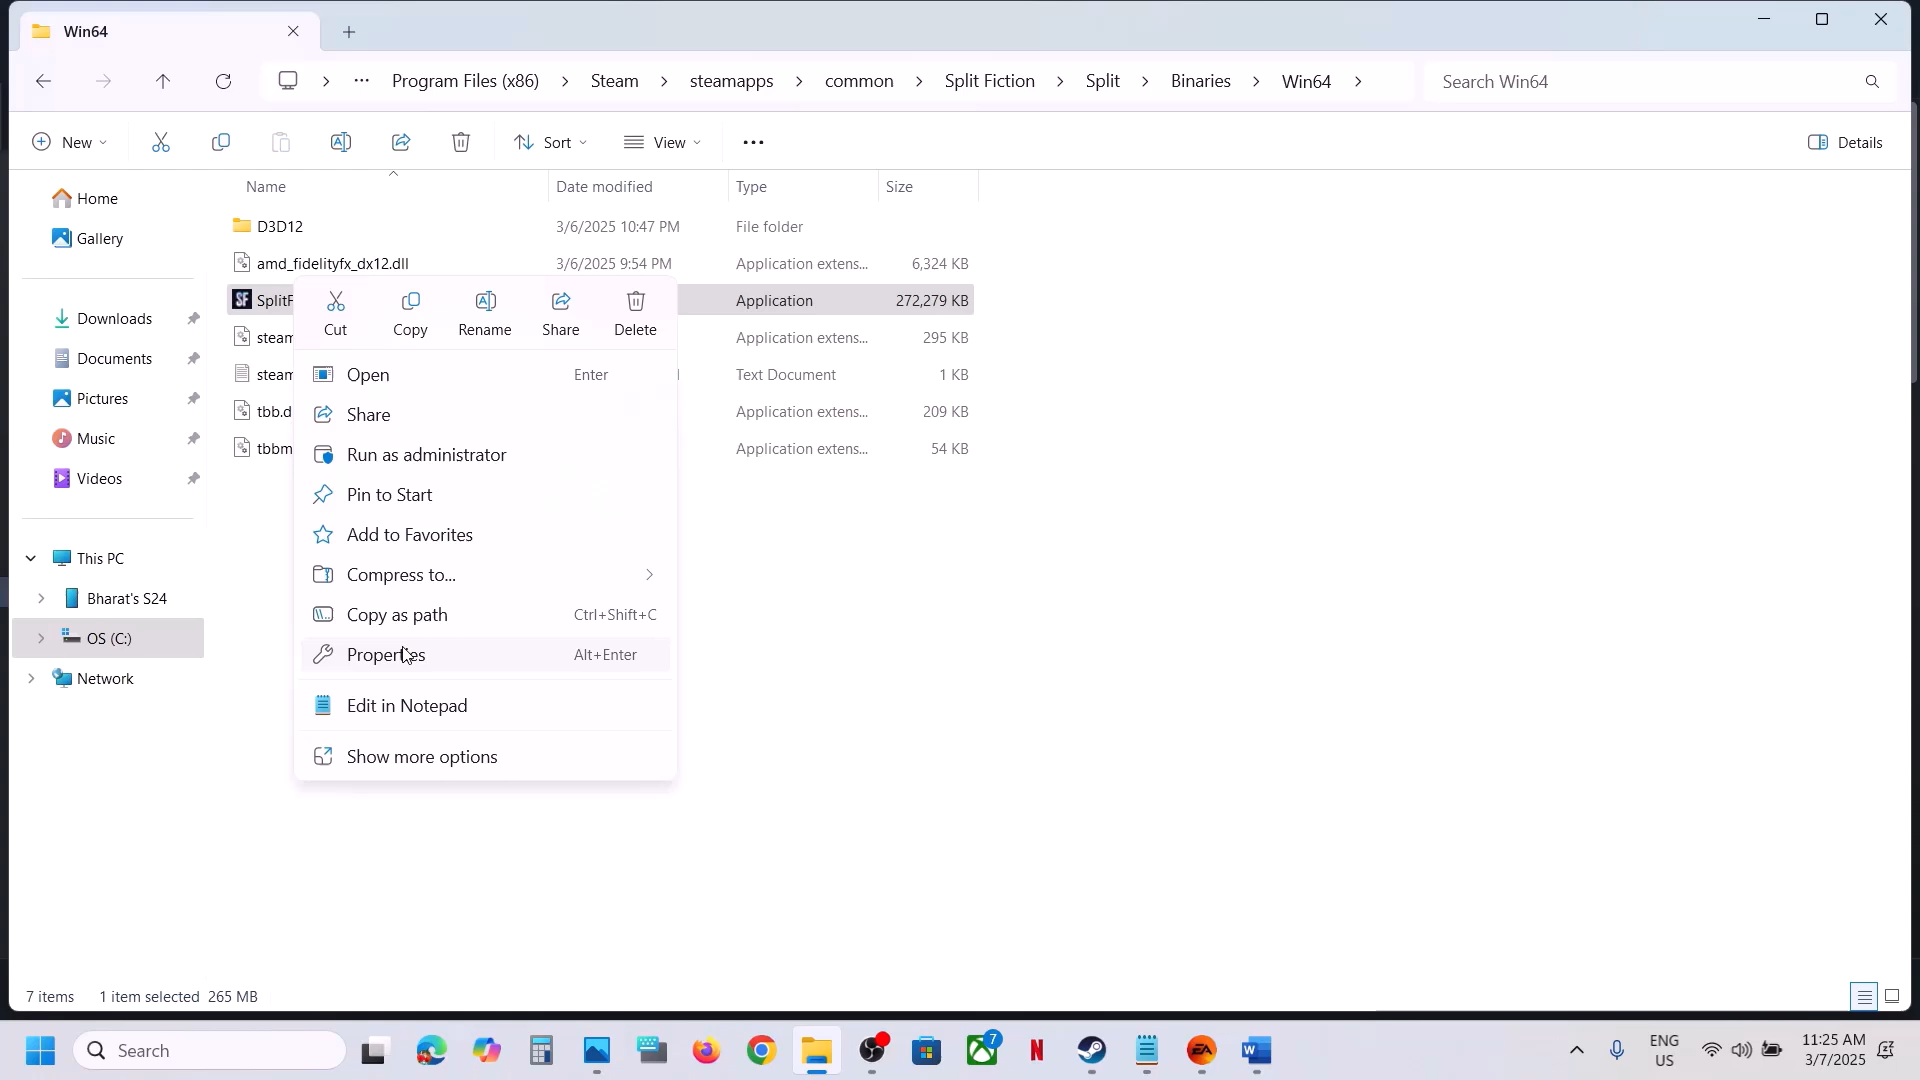 Win64
Program Files (x86)
Steam
steamapps
common
Split Fiction
Split
Binaries
Win64
Search Win64
New
Sort
View
Details
Name
Date modified
Type
Size
Home
Gallery
Downloads
Documents
Pictures
Music
Videos
This PC
Bharat's S24
OS (C:)
Network
D3D12 3/6/2025 10:47 PM File folder
amd_fidelityfx_dx12.dll 3/6/2025 9:54 PM Application extens... 6,324 KB
SplitF Application 272,279 KB
steam Application extens... 295 KB
steam Text Document 1 KB
tbb.d Application extens... 209 KB
tbbm Application extens... 54 KB
Cut
Copy
Rename
Share
Delete
Open Enter
Share
Run as administrator
Pin to Start
Add to Favorites
Compress to...
Copy as path Ctrl+Shift+C
Properties Alt+Enter
Edit in Notepad
Show more options
7 items 1 item selected 265 MB
Search
7
ENG
US
11:25 AM
3/7/2025